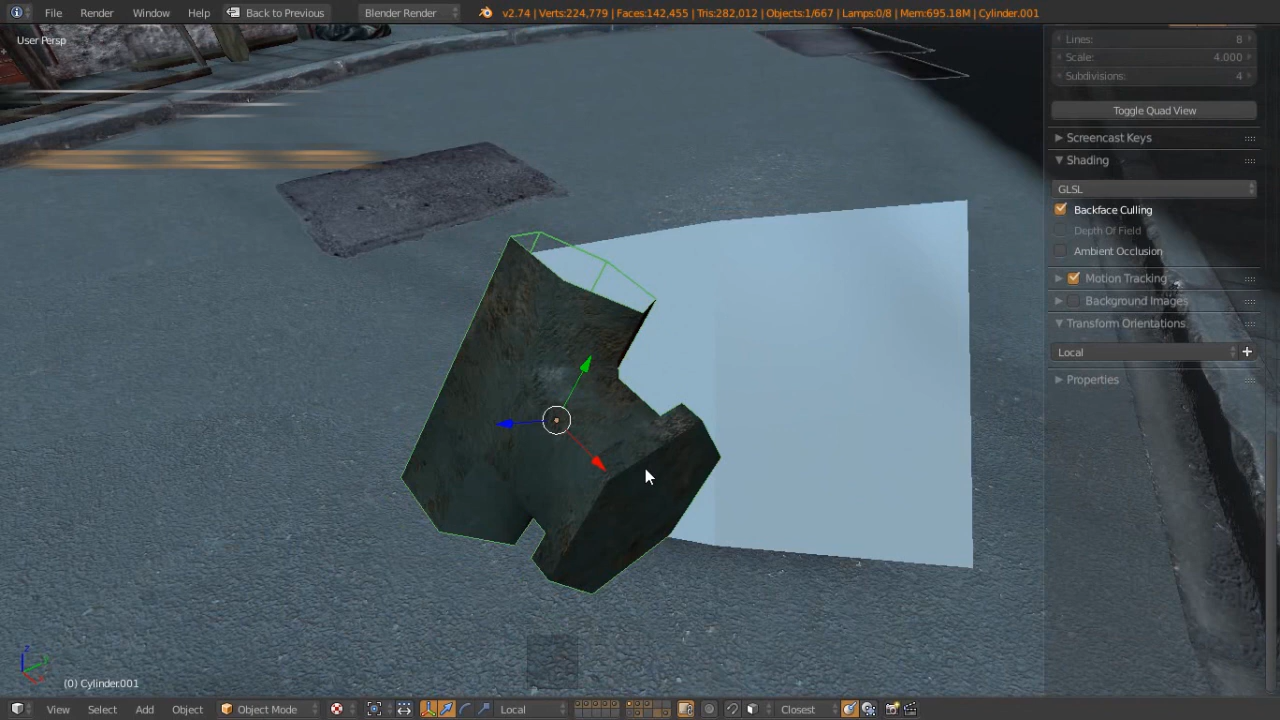 File Render Window Help Back to Previous Blender Render v2.74 | Verts:224,779 | Faces:142,455 | Tris:282,012 | Objects:1/667 | Lamps:0/8 | Mem:695.18M | Cylinder.001
User Persp
Lines: 8
Scale: 4.000
Subdivisions: 4
Toggle Quad View
Screencast Keys
Shading
GLSL
Backface Culling
Depth Of Field
Ambient Occlusion
Motion Tracking
Background Images
Transform Orientations
Local
Properties
(0) Cylinder.001
View Select Add Object Object Mode Local Closest